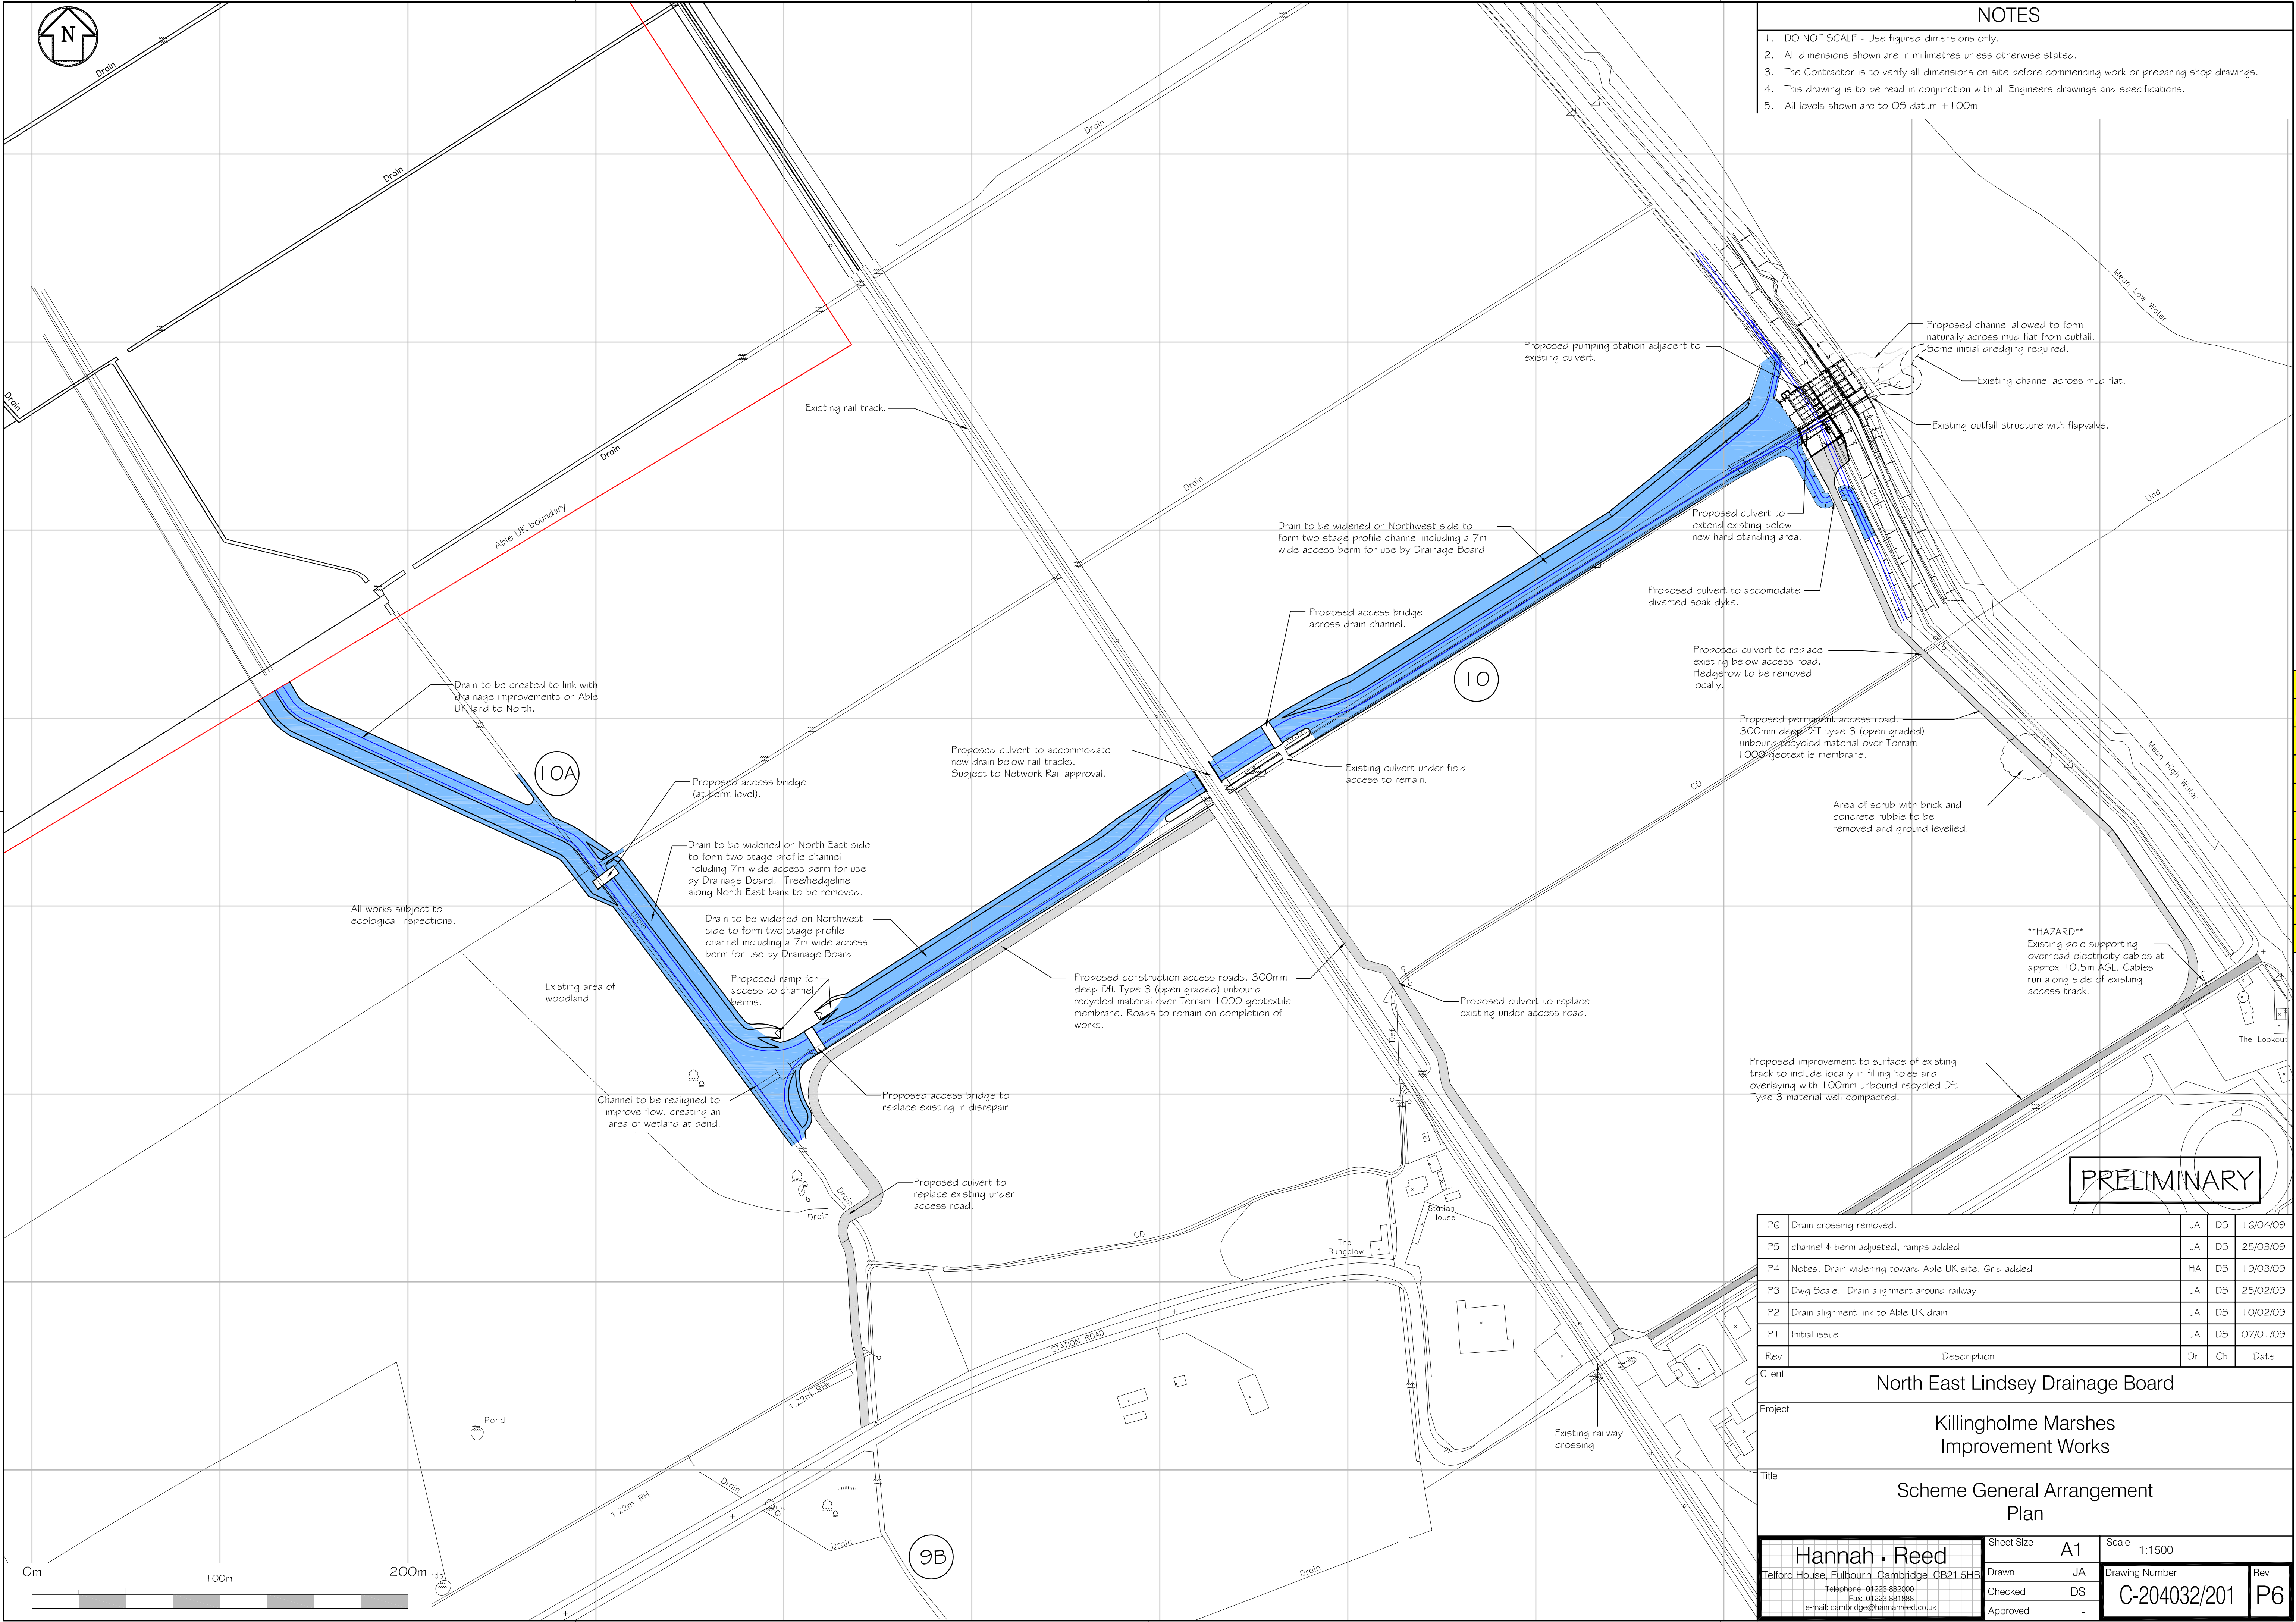 N
NOTES
1. DO NOT SCALE - Use figured dimensions only.
2. All dimensions shown are in milimetres unless otherwise stated.
3. The Contractor is to verify all dimensions on site before commencing work or preparing shop drawings.
4. This drawing is to be read in conjunction with all Engineers drawings and specifications.
5. All levels shown are to OS datum +100m
Drain
Drain
Drain
Drain
Drain
Drain
Able UK boundary
Existing rail track.
Proposed pumping station adjacent to
existing culvert.
Mean Low Water
Proposed channel allowed to form
naturally across mud flat from outfall.
Some initial dredging required.
Existing channel across mud flat.
Existing outfall structure with flapvalve.
Und
Drain
Drain to be widened on Northwest side to
form two stage profile channel including a 7m
wide access berm for use by Drainage Board
Proposed culvert to
extend existing below
new hard standing area.
Proposed culvert to accomodate
diverted soak dyke.
Proposed access bridge
across drain channel.
10
Proposed culvert to replace
existing below access road.
Hedgerow to be removed
locally.
Proposed permanent access road.
300mm deep DfT type 3 (open graded)
unbound recycled material over Terram
1000 geotextile membrane.
Mean High Water
Drain to be created to link with
drainage improvements on Able
UK land to North.
10A
Proposed access bridge
(at berm level).
Proposed culvert to accommodate
new drain below rail tracks.
Subject to Network Rail approval.
Drain
Existing culvert under field
access to remain.
CD
Area of scrub with brick and
concrete rubble to be
removed and ground levelled.
Drain to be widened on North East side
to form two stage profile channel
including 7m wide access berm for use
by Drainage Board. Tree/hedgeline
along North East bank to be removed.
Drain
All works subject to
ecological inspections.
Drain to be widened on Northwest
side to form two stage profile
channel including a 7m wide access
berm for use by Drainage Board
**HAZARD**
Existing pole supporting
overhead electricity cables at
approx 10.5m AGL. Cables
run along side of existing
access track.
Existing area of
woodland
Proposed ramp for
access to channel
berms.
Proposed construction access roads. 300mm
deep Dft Type 3 (open graded) unbound
recycled material over Terram 1000 geotextile
membrane. Roads to remain on completion of
works.
Proposed culvert to replace
existing under access road.
Def
The Lookout
Proposed improvement to surface of existing
track to include locally in filling holes and
overlaying with 100mm unbound recycled Dft
Type 3 material well compacted.
Channel to be realigned to
improve flow, creating an
area of wetland at bend.
Proposed access bridge to
replace existing in disrepair.
Proposed culvert to
replace existing under
access road.
Drain
Drain
CD
The
Bungalow
Station
House
STATION ROAD
1.22m RH
1.22m RH
Pond
Drain
Drain
Drain
9B
Existing railway
crossing
0m
100m
200m
ds
PRELIMINARY
P6 Drain crossing removed. JA DS 16/04/09
P5 channel & berm adjusted, ramps added JA DS 25/03/09
P4 Notes. Drain widening toward Able UK site. Grid added HA DS 19/03/09
P3 Dwg Scale. Drain alignment around railway JA DS 25/02/09
P2 Drain alignment link to Able UK drain JA DS 10/02/09
P1 Initial issue JA DS 07/01/09
Rev Description Dr Ch Date
Client
North East Lindsey Drainage Board
Project
Killingholme Marshes
Improvement Works
Title
Scheme General Arrangement
Plan
Hannah . Reed
Telford House, Fulbourn, Cambridge. CB21 5HB
Telephone: 01223 882000
Fax: 01223 881888
e-mail: cambridge@hannahreed.co.uk
Sheet Size A1
Scale 1:1500
Drawn JA
Checked DS
Approved -
Drawing Number
C-204032/201
Rev
P6